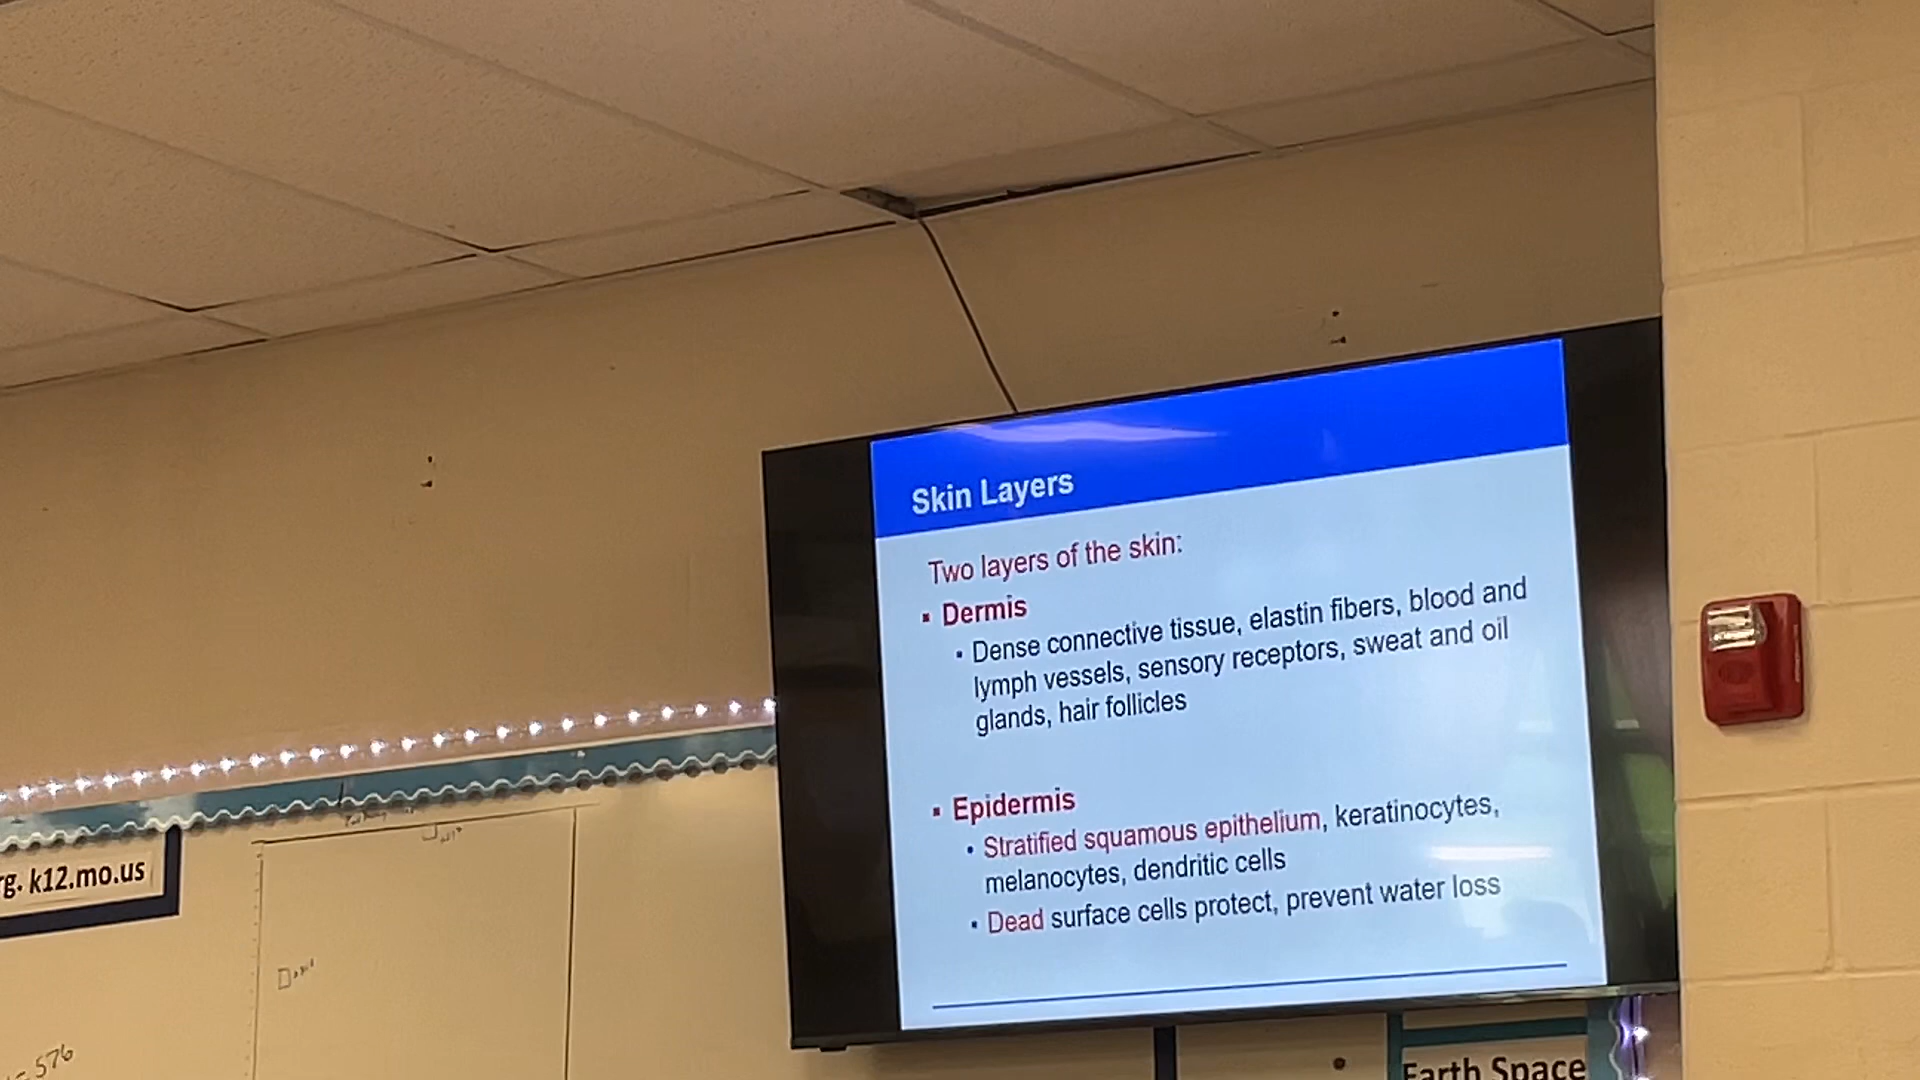 Skin Layers
Two layers of the skin:
▪ Dermis
▪ Dense connective tissue, elastin fibers, blood and
lymph vessels, sensory receptors, sweat and oil
glands, hair follicles
▪ Epidermis
• Stratified squamous epithelium, keratinocytes,
melanocytes, dendritic cells
▪ Dead surface cells protect, prevent water loss
rg. k12.mo.us
576
Earth Space